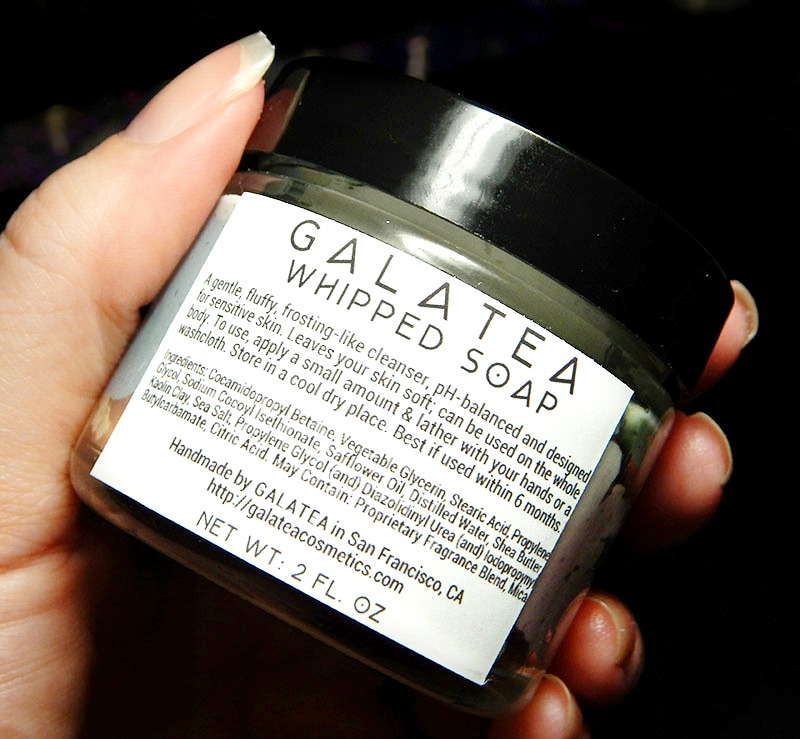 GALATEA
WHIPPED SOAP
A gentle, fluffy, frosting-like cleanser, pH-balanced and designed
for sensitive skin. Leaves your skin soft, can be used on the whole
body. To use, apply a small amount & lather with your hands or a
washcloth. Store in a cool dry place. Best if used within 6 months.
Ingredients: Cocamidopropyl Betaine, Vegetable Glycerin, Stearic Acid, Propylene
Glycol, Sodium Cocoyl Isethionate, Safflower Oil, Distilled Water, Shea Butter,
Kaolin Clay, Sea Salt, Propylene Glycol (and) Diazolidinyl Urea (and) Iodopropynyl
Butylcarbamate, Citric Acid. May Contain: Proprietary Fragrance Blend, Mica
Handmade by GALATEA in San Francisco, CA
http://galateacosmetics.com
NET WT: 2 FL. OZ